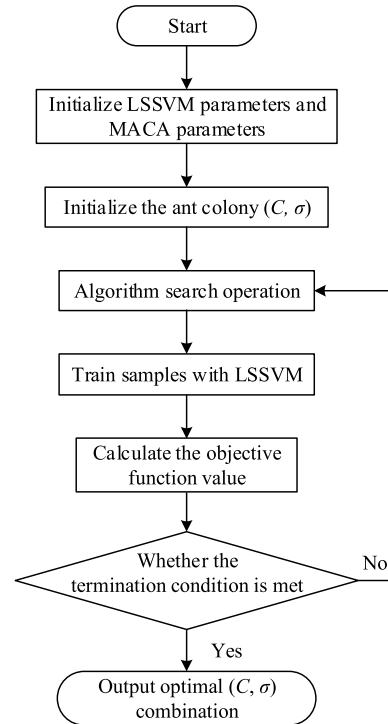 Start
Initialize LSSVM parameters and
MACA parameters
Initialize the ant colony (C, σ)
Algorithm search operation
Train samples with LSSVM
Calculate the objective
function value
Whether the
termination condition is met
No
Yes
Output optimal (C, σ)
combination